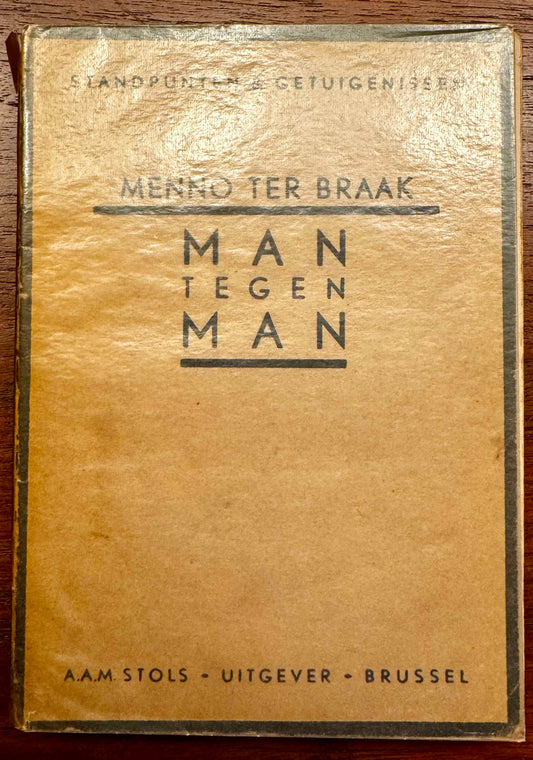 STANDPUNTEN & GETUIGENISSEN
MENNO TER BRAAK
MAN
TEGEN
MAN
A.A.M. STOLS - UITGEVER - BRUSSEL